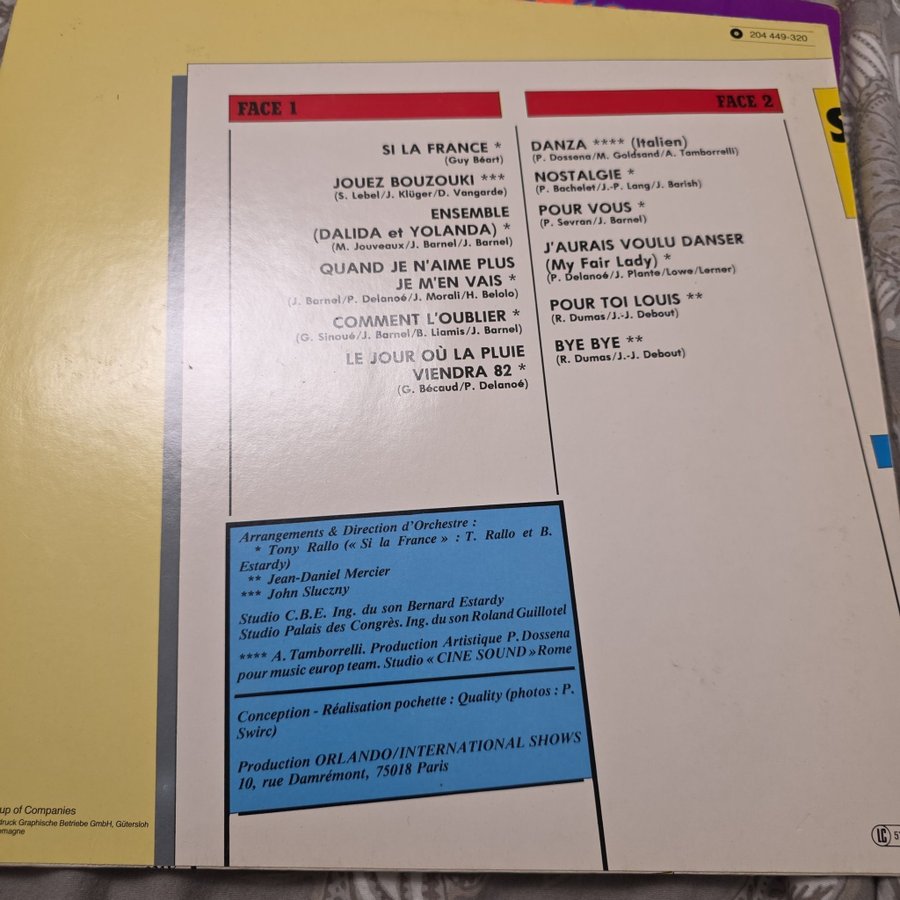 204 449-320
FACE 1
SI LA FRANCE *
(Guy Béart)
JOUEZ BOUZOUKI ***
(S. Lebel/J. Klüger/D. Vangarde)
ENSEMBLE
(DALIDA et YOLANDA) *
(M. Jouveaux/J. Barnel/J. Barnel)
QUAND JE N'AIME PLUS
JE M'EN VAIS *
(J. Barnel/P. Delanoé/J. Morali/H. Belolo)
COMMENT L'OUBLIER *
(G. Sinoué/J. Barnel/B. Liamis/J. Barnel)
LE JOUR OÙ LA PLUIE
VIENDRA 82 *
(G. Bécaud/P. Delanoé)
FACE 2
DANZA **** (Italien)
(P. Dossena/M. Goldsand/A. Tamborrelli)
NOSTALGIE *
(P. Bachelet/J.-P. Lang/J. Barish)
POUR VOUS *
(P. Sevran/J. Barnel)
J'AURAIS VOULU DANSER
(My Fair Lady) *
(P. Delanoé/J. Plante/Lowe/Lerner)
POUR TOI LOUIS **
(R. Dumas/J.-J. Debout)
BYE BYE **
(R. Dumas/J.-J. Debout)
Arrangements & Direction d'Orchestre :
* Tony Rallo (« Si la France » : T. Rallo et B.
Estardy)
** Jean-Daniel Mercier
*** John Sluczny
Studio C.B.E. Ing. du son Bernard Estardy
Studio Palais des Congrès. Ing. du son Roland Guillotel
**** A. Tamborrelli. Production Artistique P. Dossena
pour music europ team. Studio « CINE SOUND » Rome
Conception - Réalisation pochette : Quality (photos : P.
Swirc)
Production ORLANDO/INTERNATIONAL SHOWS
10, rue Damrémont, 75018 Paris
up of Companies
druck Graphische Betriebe GmbH, Gütersloh
emagne
LC
S